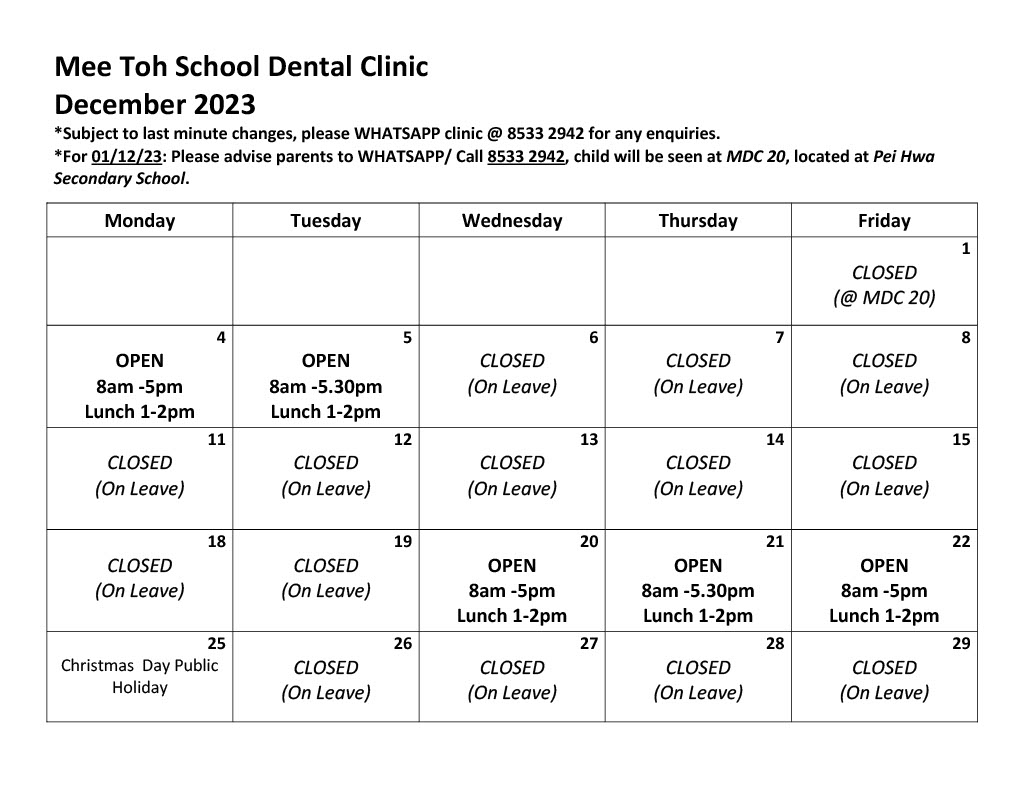 Mee Toh School Dental Clinic
December 2023
*Subject to last minute changes, please WHATSAPP clinic @ 8533 2942 for any enquiries.
*For 01/12/23: Please advise parents to WHATSAPP/ Call 8533 2942, child will be seen at MDC 20, located at Pei Hwa
Secondary School.
Monday Tuesday Wednesday Thursday Friday
1
CLOSED
(@ MDC 20)
4
OPEN
8am -5pm
Lunch 1-2pm
5
OPEN
8am -5.30pm
Lunch 1-2pm
6
CLOSED
(On Leave)
7
CLOSED
(On Leave)
8
CLOSED
(On Leave)
11
CLOSED
(On Leave)
12
CLOSED
(On Leave)
13
CLOSED
(On Leave)
14
CLOSED
(On Leave)
15
CLOSED
(On Leave)
18
CLOSED
(On Leave)
19
CLOSED
(On Leave)
20
OPEN
8am -5pm
Lunch 1-2pm
21
OPEN
8am -5.30pm
Lunch 1-2pm
22
OPEN
8am -5pm
Lunch 1-2pm
25
Christmas Day Public
Holiday
26
CLOSED
(On Leave)
27
CLOSED
(On Leave)
28
CLOSED
(On Leave)
29
CLOSED
(On Leave)